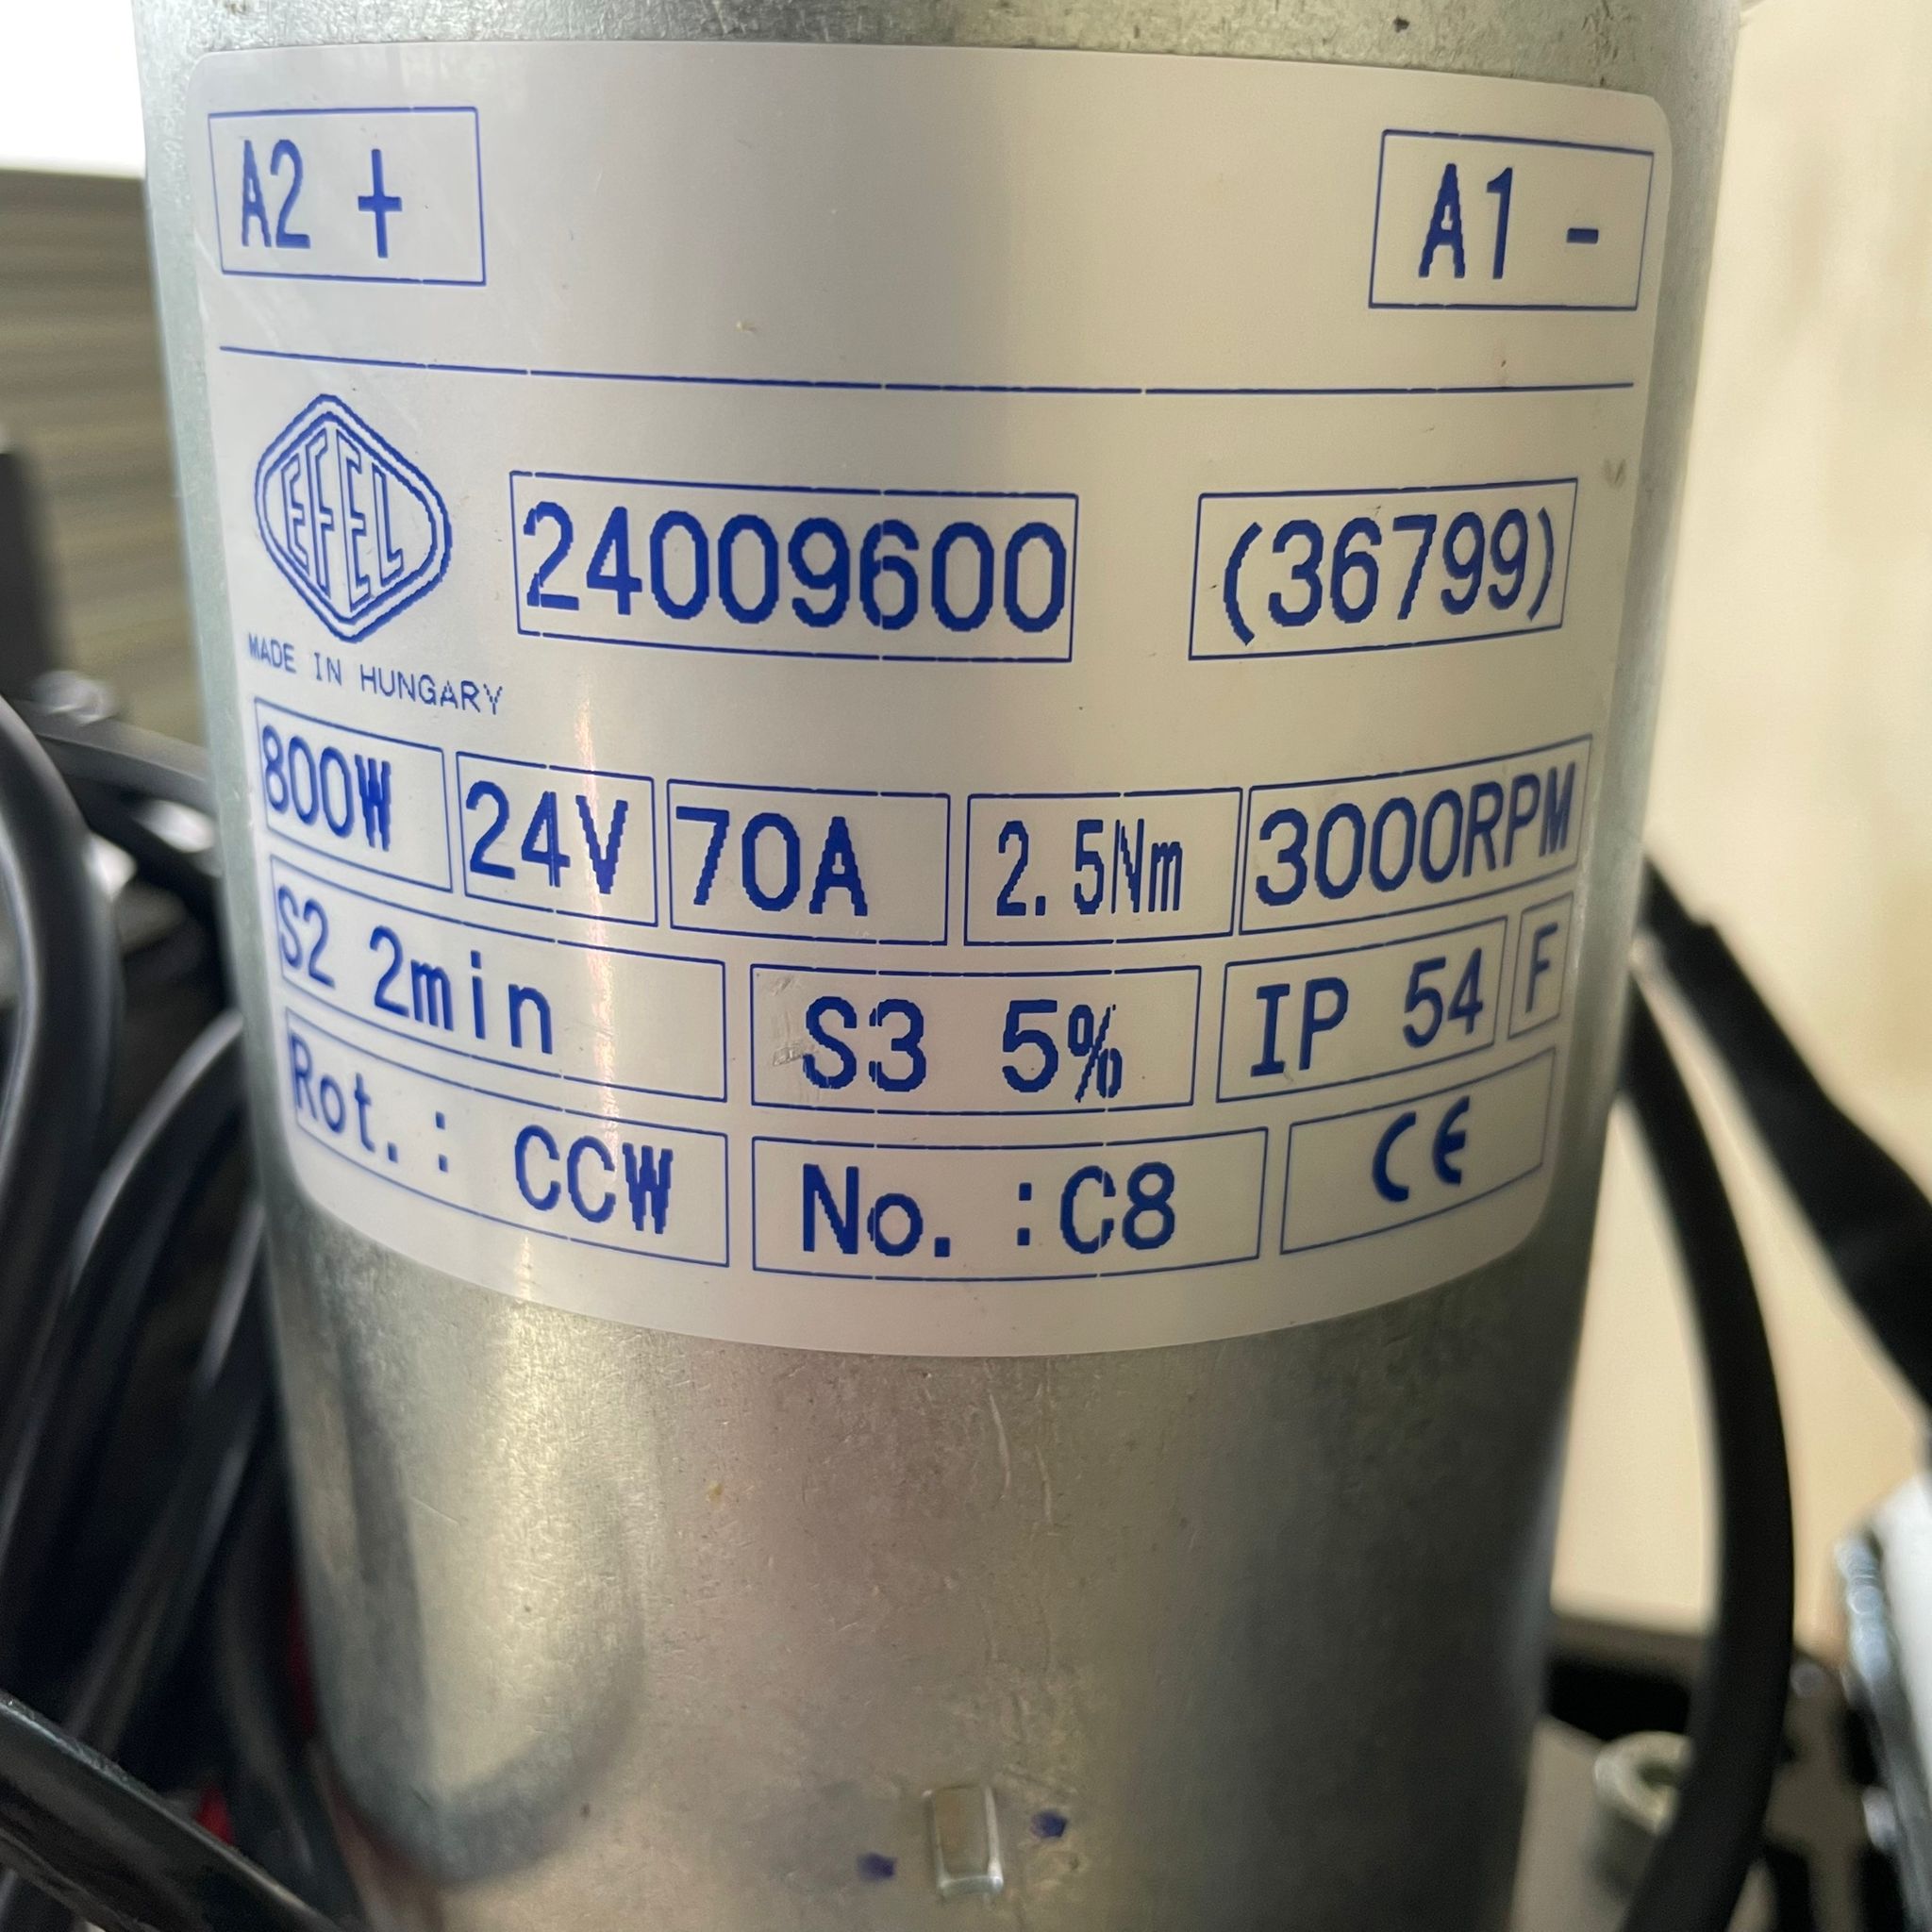 A2 + A1 -
EFEL 24009600 (36799)
MADE IN HUNGARY
800W 24V 70A 2.5Nm 3000RPM
S2 2min S3 5% IP 54 F
Rot.: CCW No.:C8 CE